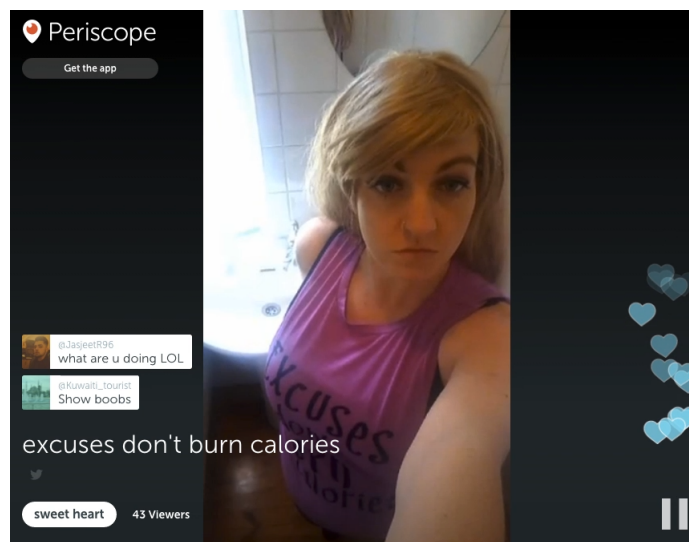 Periscope
Get the app
@JasjeetR96
what are u doing LOL
@Kuwaiti_tourist
Show boobs
EXCUSES
excuses don't burn calories
sweet heart
43 Viewers